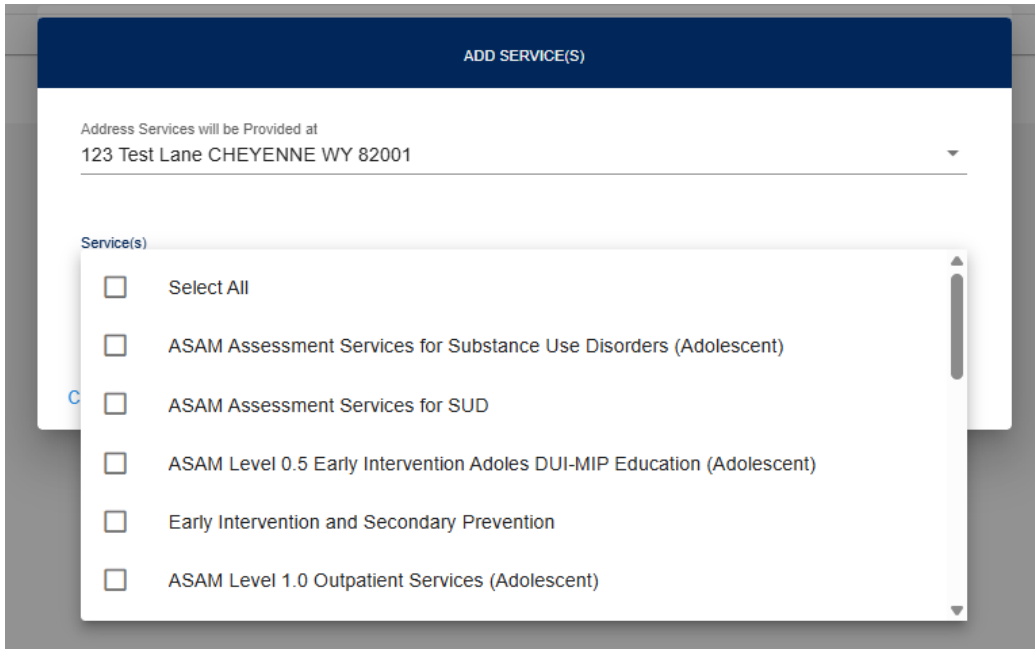 ADD SERVICE(S)
Address Services will be Provided at
123 Test Lane CHEYENNE WY 82001
Service(s)
Select All
ASAM Assessment Services for Substance Use Disorders (Adolescent)
ASAM Assessment Services for SUD
ASAM Level 0.5 Early Intervention Adoles DUI-MIP Education (Adolescent)
Early Intervention and Secondary Prevention
ASAM Level 1.0 Outpatient Services (Adolescent)